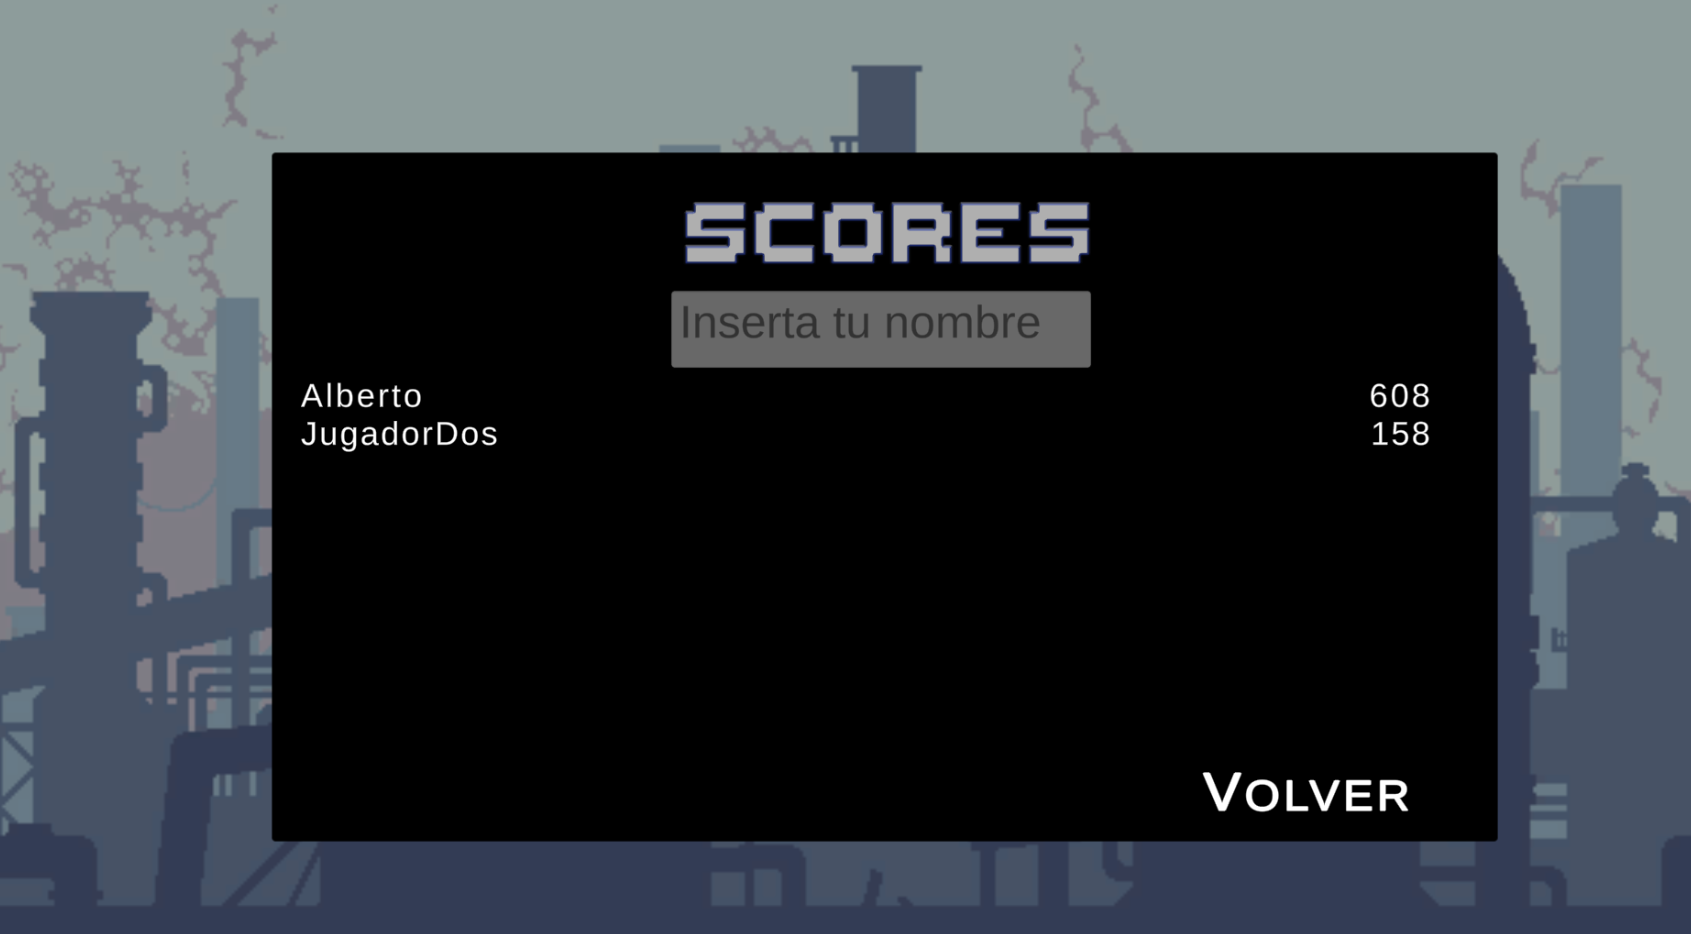 SCORES
Inserta tu nombre
Alberto 608
JugadorDos 158
VOLVER